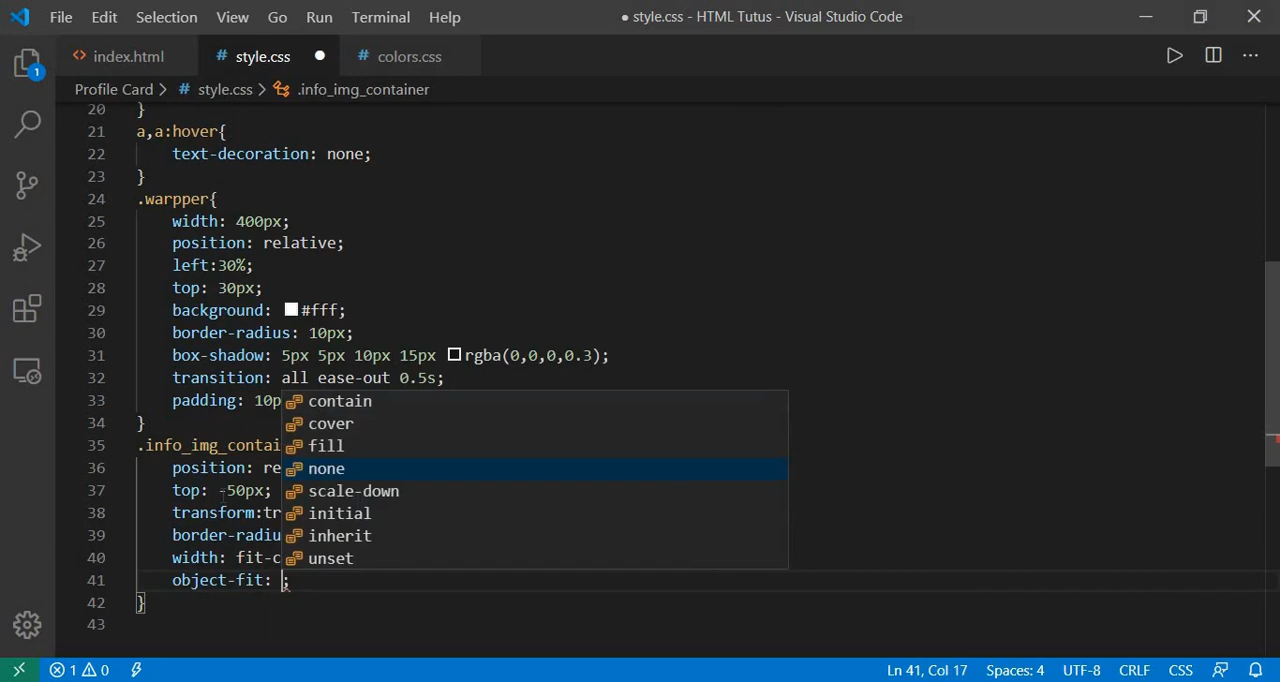 File Edit Selection View Go Run Terminal Help ● style.css - HTML Tutus - Visual Studio Code
index.html # style.css ● # colors.css
1
Profile Card > # style.css > .info_img_container
20 }
21 a,a:hover{
22 text-decoration: none;
23 }
24 .warpper{
25 width: 400px;
26 position: relative;
27 left:30%;
28 top: 30px;
29 background: #fff;
30 border-radius: 10px;
31 box-shadow: 5px 5px 10px 15px rgba(0,0,0,0.3);
32 transition: all ease-out 0.5s;
33 padding: 10p
contain
34 }
cover
35 .info_img_contai
fill
36 position: re
none
37 top: -50px;
scale-down
38 transform:tr
initial
39 border-radiu
inherit
40 width: fit-c
unset
41 object-fit: ;
42 }
43
1 0 Ln 41, Col 17 Spaces: 4 UTF-8 CRLF CSS